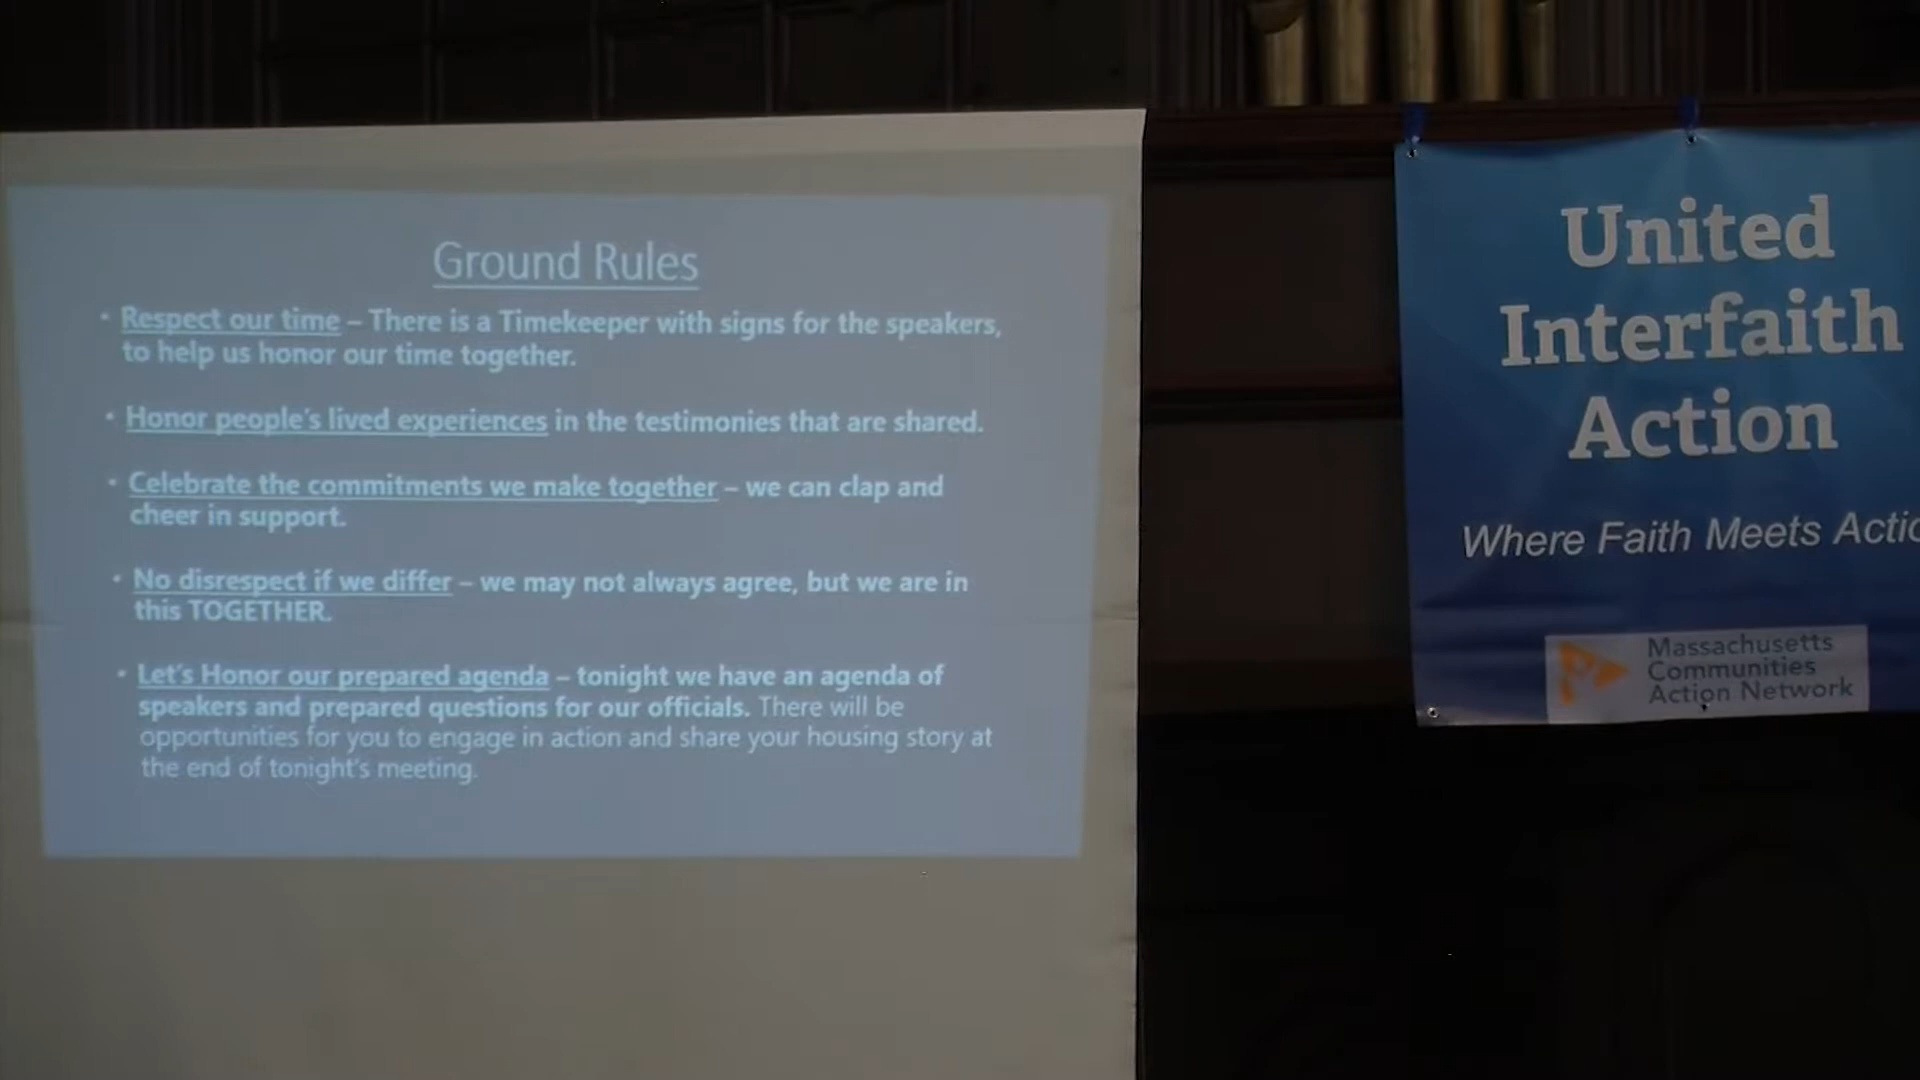 Ground Rules
• Respect our time – There is a Timekeeper with signs for the speakers,
to help us honor our time together.
• Honor people's lived experiences in the testimonies that are shared.
• Celebrate the commitments we make together – we can clap and
cheer in support.
• No disrespect if we differ – we may not always agree, but we are in
this TOGETHER.
• Let's Honor our prepared agenda – tonight we have an agenda of
speakers and prepared questions for our officials. There will be
opportunities for you to engage in action and share your housing story at
the end of tonight's meeting.
United
Interfaith
Action
Where Faith Meets Actio
Massachusetts
Communities
Action Network